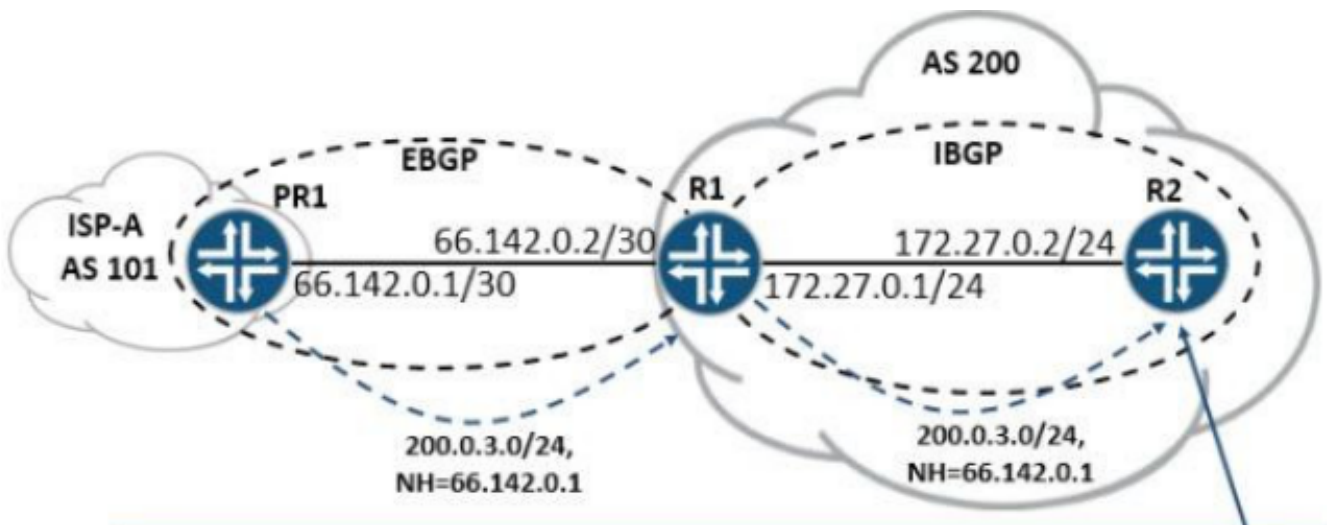 AS 200
EBGP
IBGP
PR1
R1
R2
ISP-A
AS 101
66.142.0.2/30
172.27.0.2/24
66.142.0.1/30
172.27.0.1/24
200.0.3.0/24,
NH=66.142.0.1
200.0.3.0/24,
NH=66.142.0.1